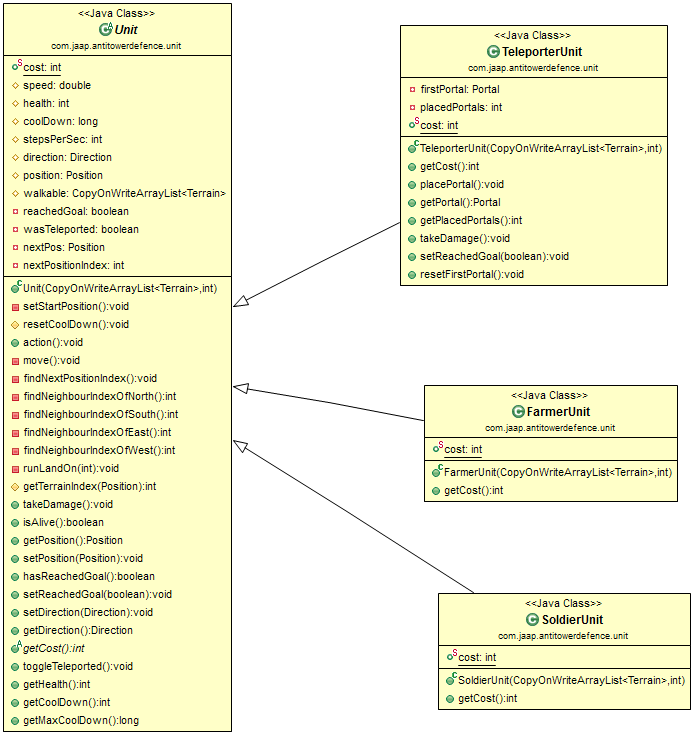 <<Java Class>>
Unit
com.jaap.antitowerdefence.unit
cost: int
speed: double
health: int
coolDown: long
stepsPerSec: int
direction: Direction
position: Position
walkable: CopyOnWriteArrayList<Terrain>
reachedGoal: boolean
wasTeleported: boolean
nextPos: Position
nextPositionIndex: int
Unit(CopyOnWriteArrayList<Terrain>,int)
setStartPosition():void
resetCoolDown():void
action():void
move():void
findNextPositionIndex():void
findNeighbourIndexOfNorth():int
findNeighbourIndexOfSouth():int
findNeighbourIndexOfEast():int
findNeighbourIndexOfWest():int
runLandOn(int):void
getTerrainIndex(Position):int
takeDamage():void
isAlive():boolean
getPosition():Position
setPosition(Position):void
hasReachedGoal():boolean
setReachedGoal(boolean):void
setDirection(Direction):void
getDirection():Direction
getCost():int
toggleTeleported():void
getHealth():int
getCoolDown():int
getMaxCoolDown():long
<<Java Class>>
TeleporterUnit
com.jaap.antitowerdefence.unit
firstPortal: Portal
placedPortals: int
cost: int
TeleporterUnit(CopyOnWriteArrayList<Terrain>,int)
getCost():int
placePortal():void
getPortal():Portal
getPlacedPortals():int
takeDamage():void
setReachedGoal(boolean):void
resetFirstPortal():void
<<Java Class>>
FarmerUnit
com.jaap.antitowerdefence.unit
cost: int
FarmerUnit(CopyOnWriteArrayList<Terrain>,int)
getCost():int
<<Java Class>>
SoldierUnit
com.jaap.antitowerdefence.unit
cost: int
SoldierUnit(CopyOnWriteArrayList<Terrain>,int)
getCost():int